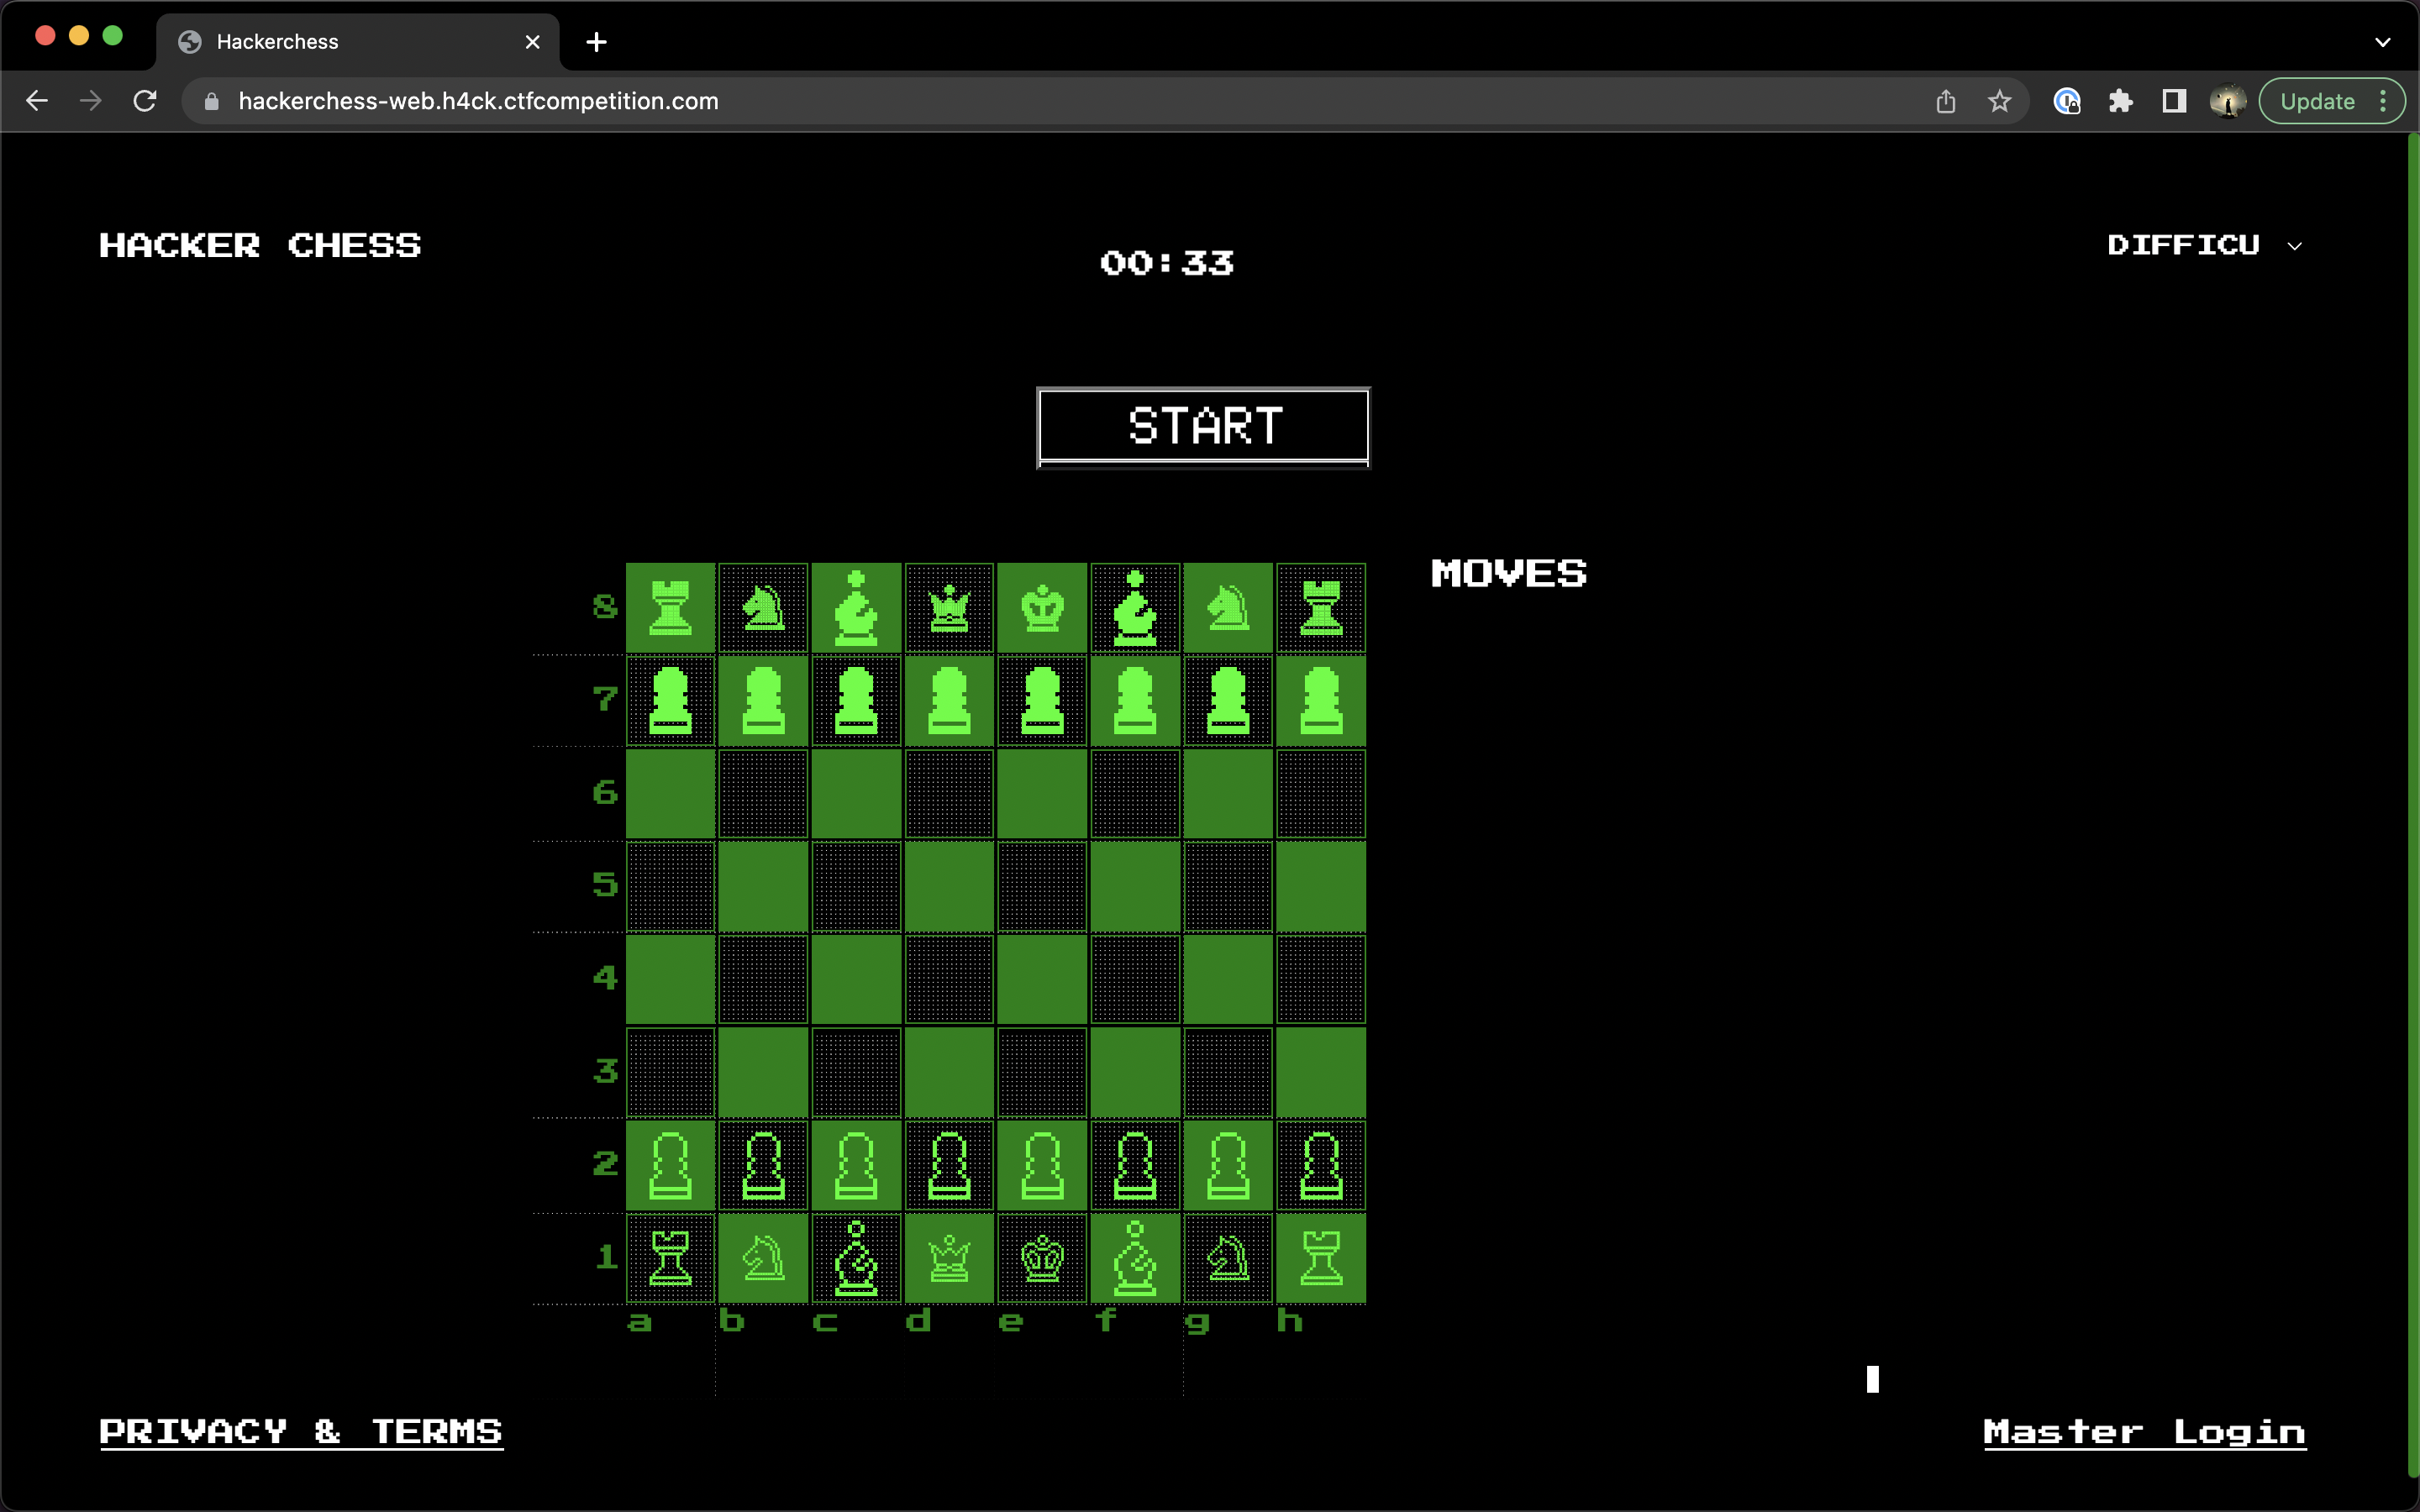 Hackerchess
hackerchess-web.h4ck.ctfcompetition.com
Update
HACKER CHESS
00:33
DIFFICU
START
MOVES
8
7
6
5
4
3
2
1
a b c d e f g h
PRIVACY & TERMS
Master Login